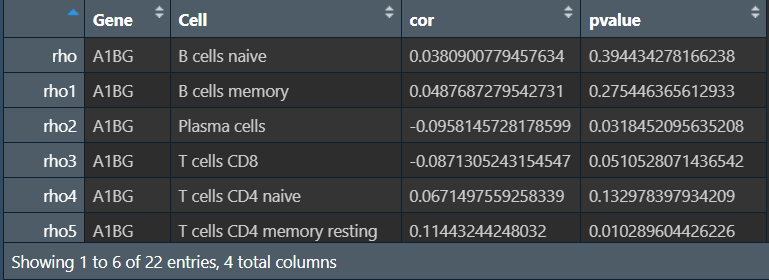 Gene Cell cor pvalue
rho A1BG B cells naive 0.0380900779457634 0.394434278166238
rho1 A1BG B cells memory 0.0487687279542731 0.275446365612933
rho2 A1BG Plasma cells -0.0958145728178599 0.0318452095635208
rho3 A1BG T cells CD8 -0.0871305243154547 0.0510528071436542
rho4 A1BG T cells CD4 naive 0.0671497559258339 0.132978397934209
rho5 A1BG T cells CD4 memory resting 0.11443244248032 0.010289604426226
Showing 1 to 6 of 22 entries, 4 total columns